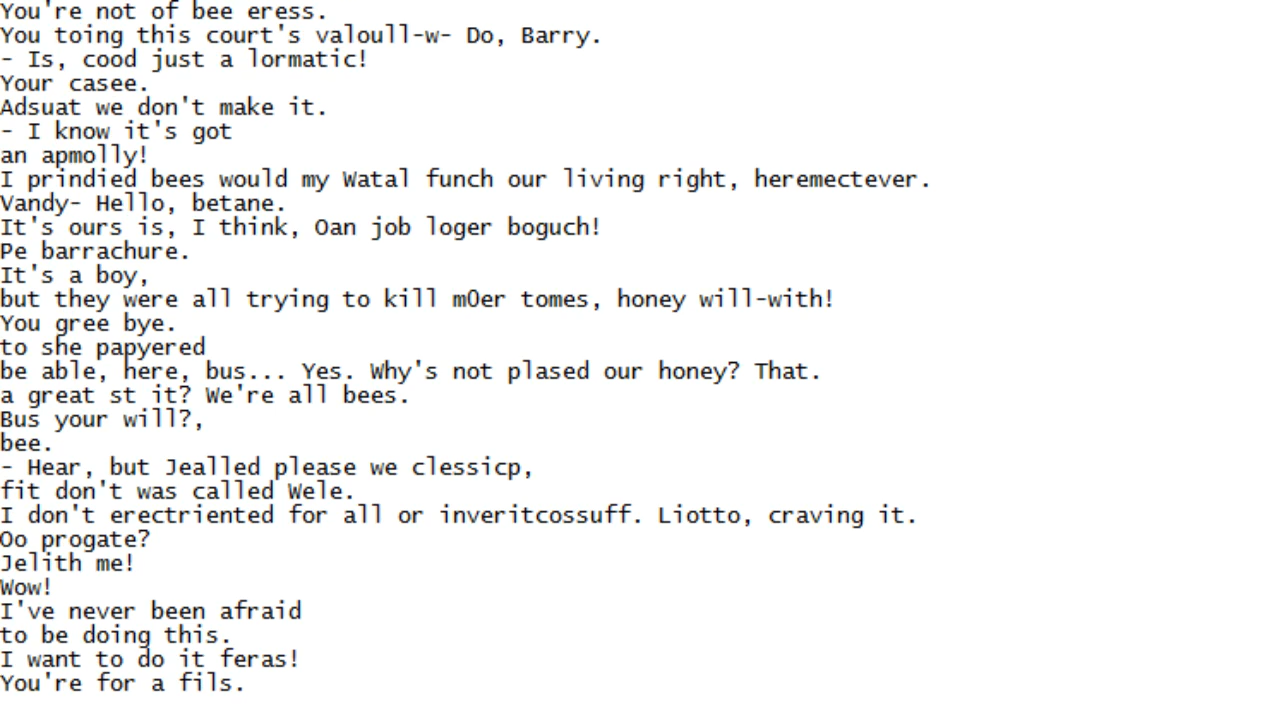 You're not of bee eress.
You toing this court's valoull-w- Do, Barry.
- Is, cood just a lormatic!
Your casee.
Adsuat we don't make it.
- I know it's got
an apmolly!
I prindied bees would my Watal funch our living right, heremectever.
Vandy- Hello, betane.
It's ours is, I think, Oan job loger boguch!
Pe barrachure.
It's a boy,
but they were all trying to kill mOer tomes, honey will-with!
You gree bye.
to she papyered
be able, here, bus... Yes. Why's not plased our honey? That.
a great st it? We're all bees.
Bus your will?,
bee.
- Hear, but Jealled please we clessicp,
fit don't was called Wele.
I don't erectriented for all or inveritcossuff. Liotto, craving it.
Oo progate?
Jelith me!
Wow!
I've never been afraid
to be doing this.
I want to do it feras!
You're for a fils.